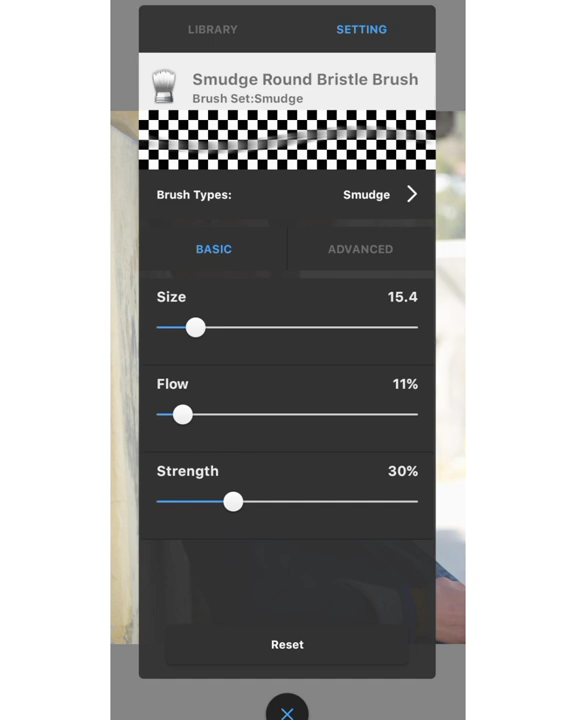 LIBRARY SETTING
Smudge Round Bristle Brush
Brush Set:Smudge
Brush Types: Smudge
BASIC ADVANCED
Size 15.4
Flow 11%
Strength 30%
Reset